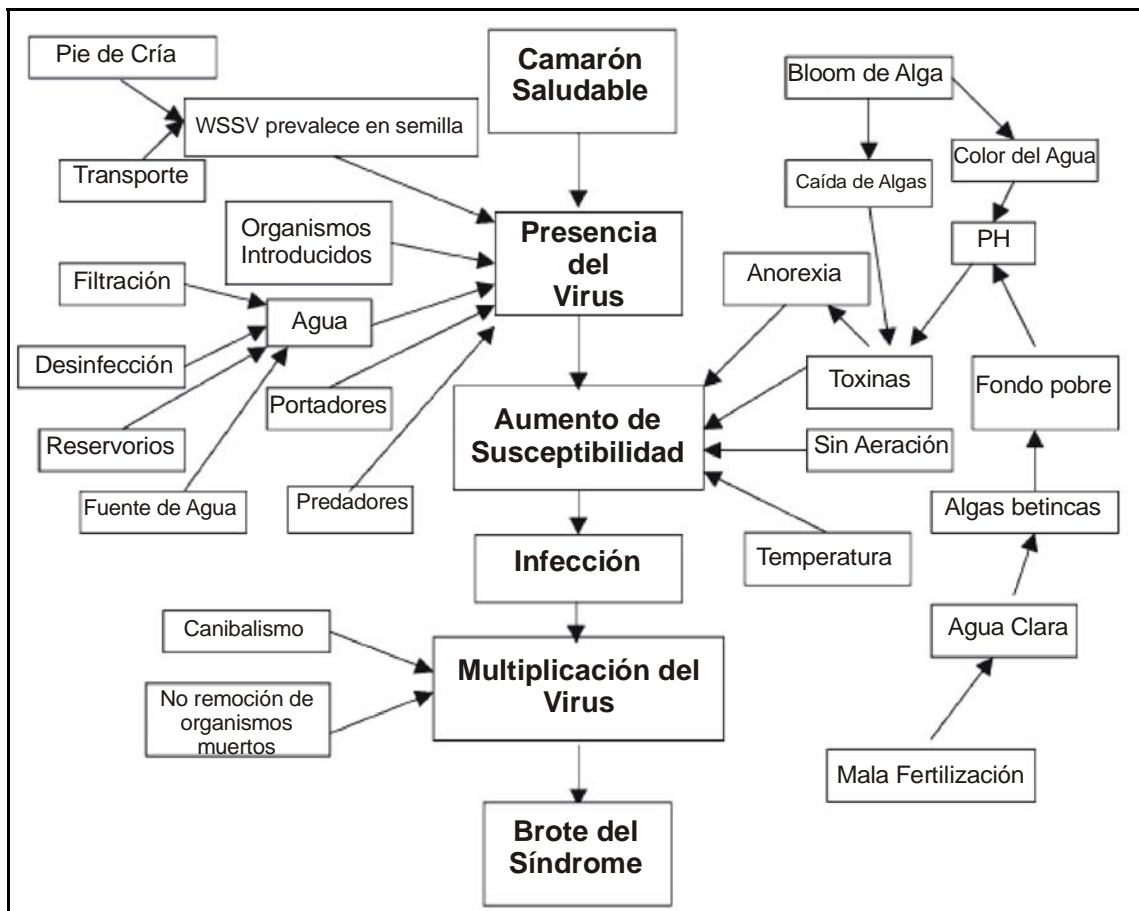 Pie de Cría
Camarón
Saludable
Bloom de Alga
WSSV prevalece en semilla
Transporte
Color del Agua
Caída de Algas
Organismos
Introducidos
Presencia
del
Virus
PH
Anorexia
Filtración
Agua
Desinfección
Portadores
Toxinas
Fondo pobre
Aumento de
Susceptibilidad
Reservorios
Sin Aeración
Fuente de Agua
Predadores
Algas betincas
Infección
Temperatura
Canibalismo
Agua Clara
Multiplicación del
Virus
No remoción de
organismos
muertos
Mala Fertilización
Brote del
Síndrome